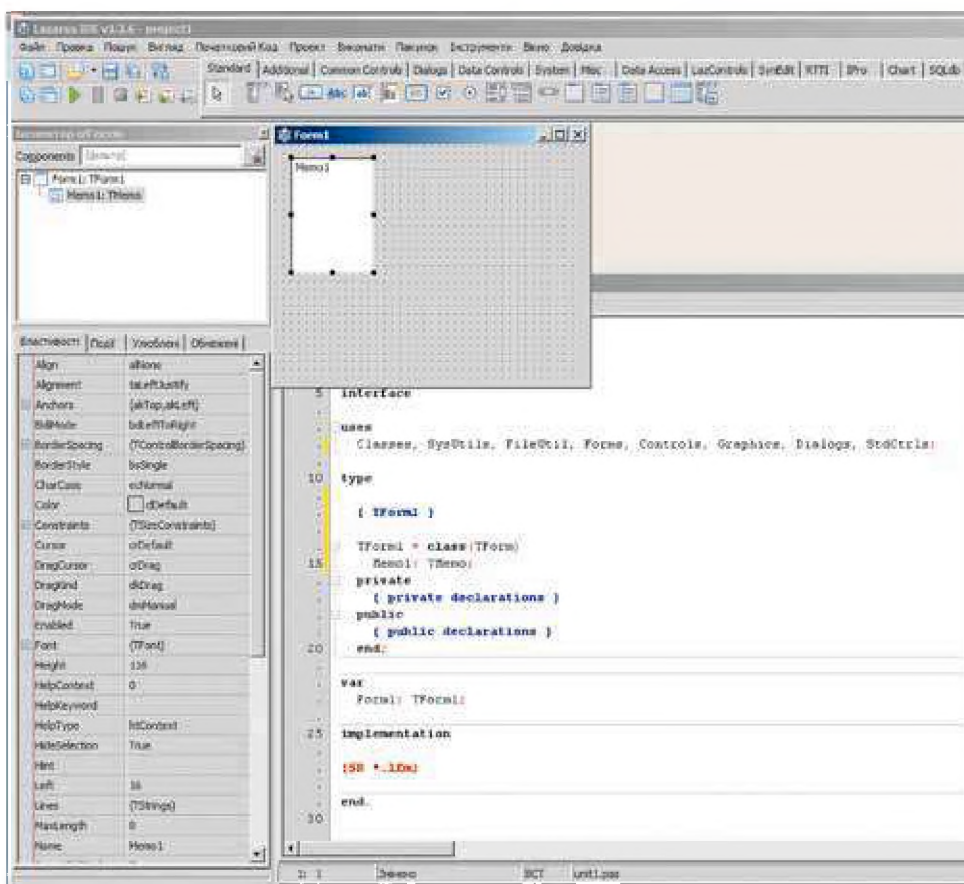 Lazarus IDE v1.2.6 - project1
Файл Правка Пошук Вигляд Початковий Код Проект Виконати Пакунок Інструменти Вікно Довідка
Standard Additional Common Controls Dialogs Data Controls System Misc Data Access LazControls SynEdit RTTI IPro Chart SQLdb
Abc
Form1
Components
Memo1
Form1: TForm1
Memo1: TMemo
Властивості Події Улюблені Обмежені
Align alNone
Alignment taLeftJustify
Anchors [akTop,akLeft]
BidiMode bdLeftToRight
BorderSpacing (TControlBorderSpacing)
BorderStyle bsSingle
CharCase ecNormal
Color clDefault
Constraints (TSizeConstraints)
Cursor crDefault
DragCursor crDrag
DragKind dkDrag
DragMode dmManual
Enabled True
Font (TFont)
Height
HelpContext 0
HelpKeyword
HelpType htContext
HideSelection True
Hint
Left 16
Lines (TStrings)
MaxLength 0
Name Memo1
5 interface
uses
Classes, SysUtils, FileUtil, Forms, Controls, Graphics, Dialogs, StdCtrls;
10 type
{ TForm1 }
TForm1 = class(TForm)
15 Memo1: TMemo;
private
{ private declarations }
public
{ public declarations }
20 end;
var
Form1: TForm1;
25 implementation
{$R *.lfm}
end.
30
1: 1 Змінено ВСТ unit1.pas